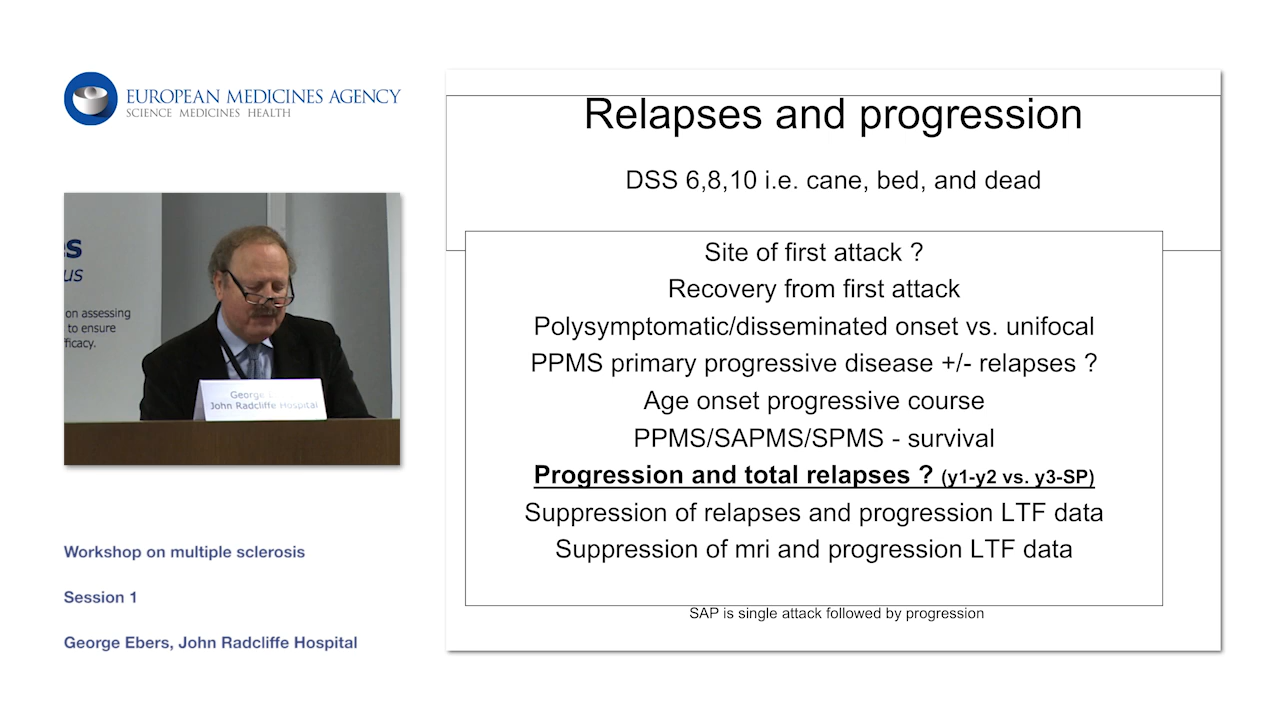 EUROPEAN MEDICINES AGENCY
SCIENCE MEDICINES HEALTH
s
us
on assessing
to ensure
ficacy.
George
John Radcliffe Hospital
Workshop on multiple sclerosis
Session 1
George Ebers, John Radcliffe Hospital
Relapses and progression
DSS 6,8,10 i.e. cane, bed, and dead
Site of first attack ?
Recovery from first attack
Polysymptomatic/disseminated onset vs. unifocal
PPMS primary progressive disease +/- relapses ?
Age onset progressive course
PPMS/SAPMS/SPMS - survival
Progression and total relapses ? (y1-y2 vs. y3-SP)
Suppression of relapses and progression LTF data
Suppression of mri and progression LTF data
SAP is single attack followed by progression